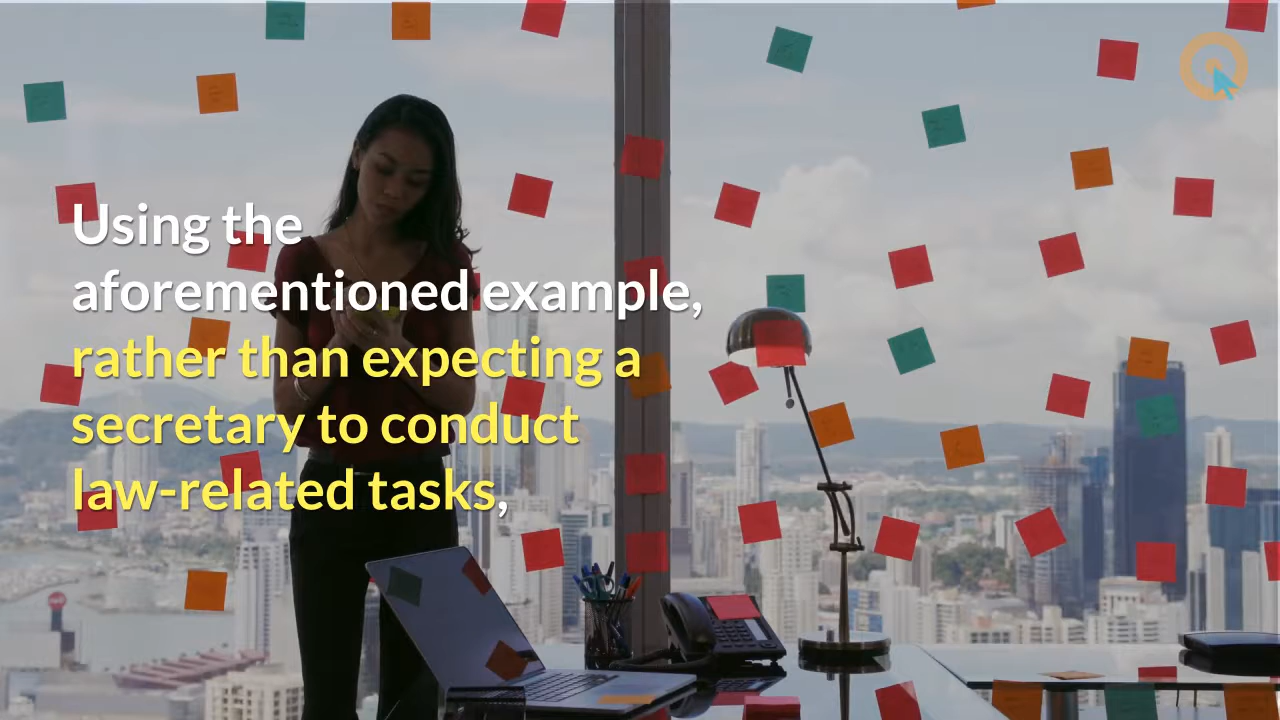 Using the
aforementioned example,
rather than expecting a
secretary to conduct
law-related tasks,